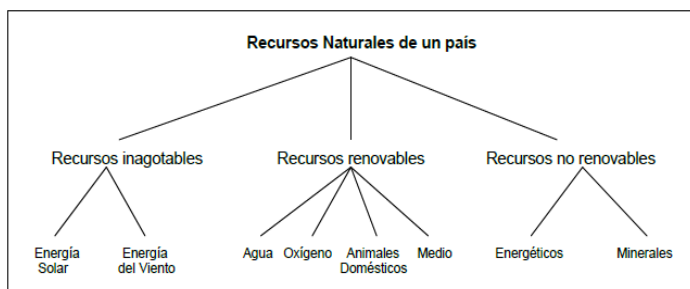 Recursos Naturales de un país
Recursos inagotables Recursos renovables Recursos no renovables
Energía Solar
Energía del Viento
Agua
Oxígeno
Animales Domésticos
Medio
Energéticos
Minerales